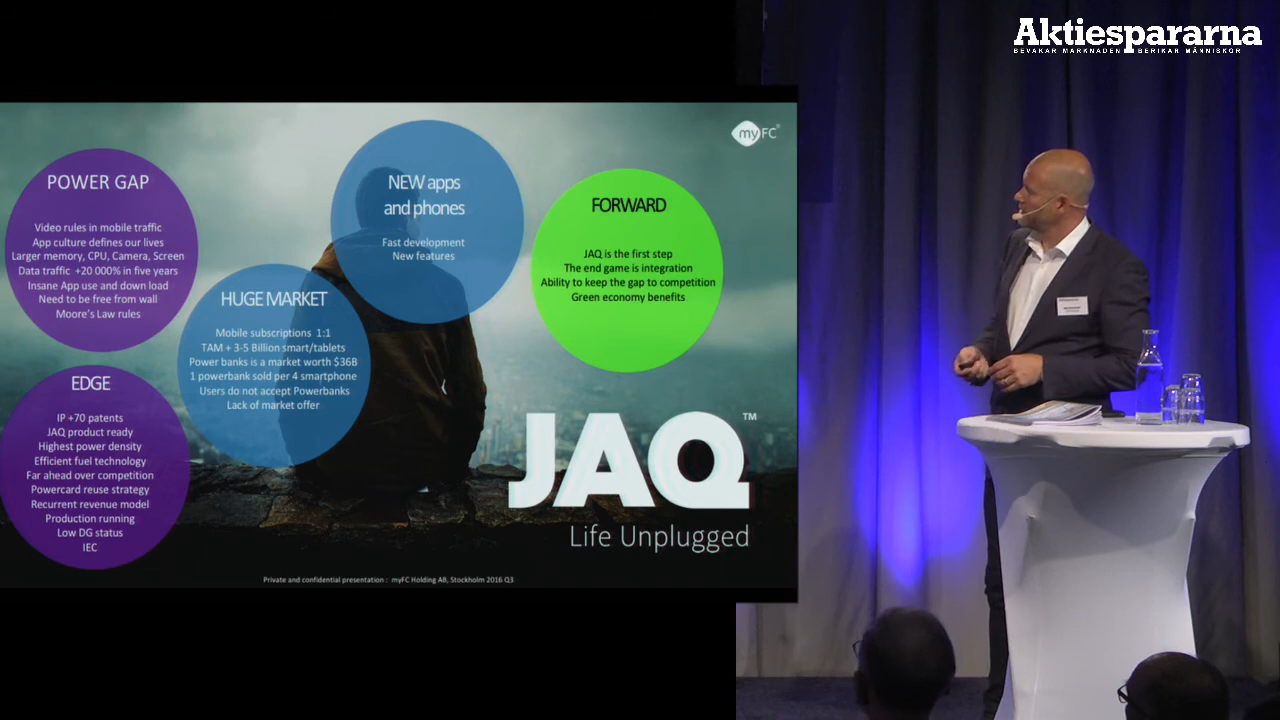 Aktiespararna
BEVAKAR MARKNADEN BERIKAR MÄNNISKOR
myFC®
POWER GAP
Video rules in mobile traffic
App culture defines our lives
Larger memory, CPU, Camera, Screen
Data traffic +20 000% in five years
Insane App use and down load
Need to be free from wall
Moore's Law rules
EDGE
IP +70 patents
JAQ product ready
Highest power density
Efficient fuel technology
Far ahead over competition
Powercard reuse strategy
Recurrent revenue model
Production running
Low DG status
IEC
HUGE MARKET
Mobile subscriptions 1:1
TAM + 3-5 Billion smart/tablets
Power banks is a market worth $36B
1 powerbank sold per 4 smartphone
Users do not accept Powerbanks
Lack of market offer
NEW apps
and phones
Fast development
New features
FORWARD
JAQ is the first step
The end game is integration
Ability to keep the gap to competition
Green economy benefits
JAQ™
Life Unplugged
Private and confidential presentation : myFC Holding AB, Stockholm 2016 Q3